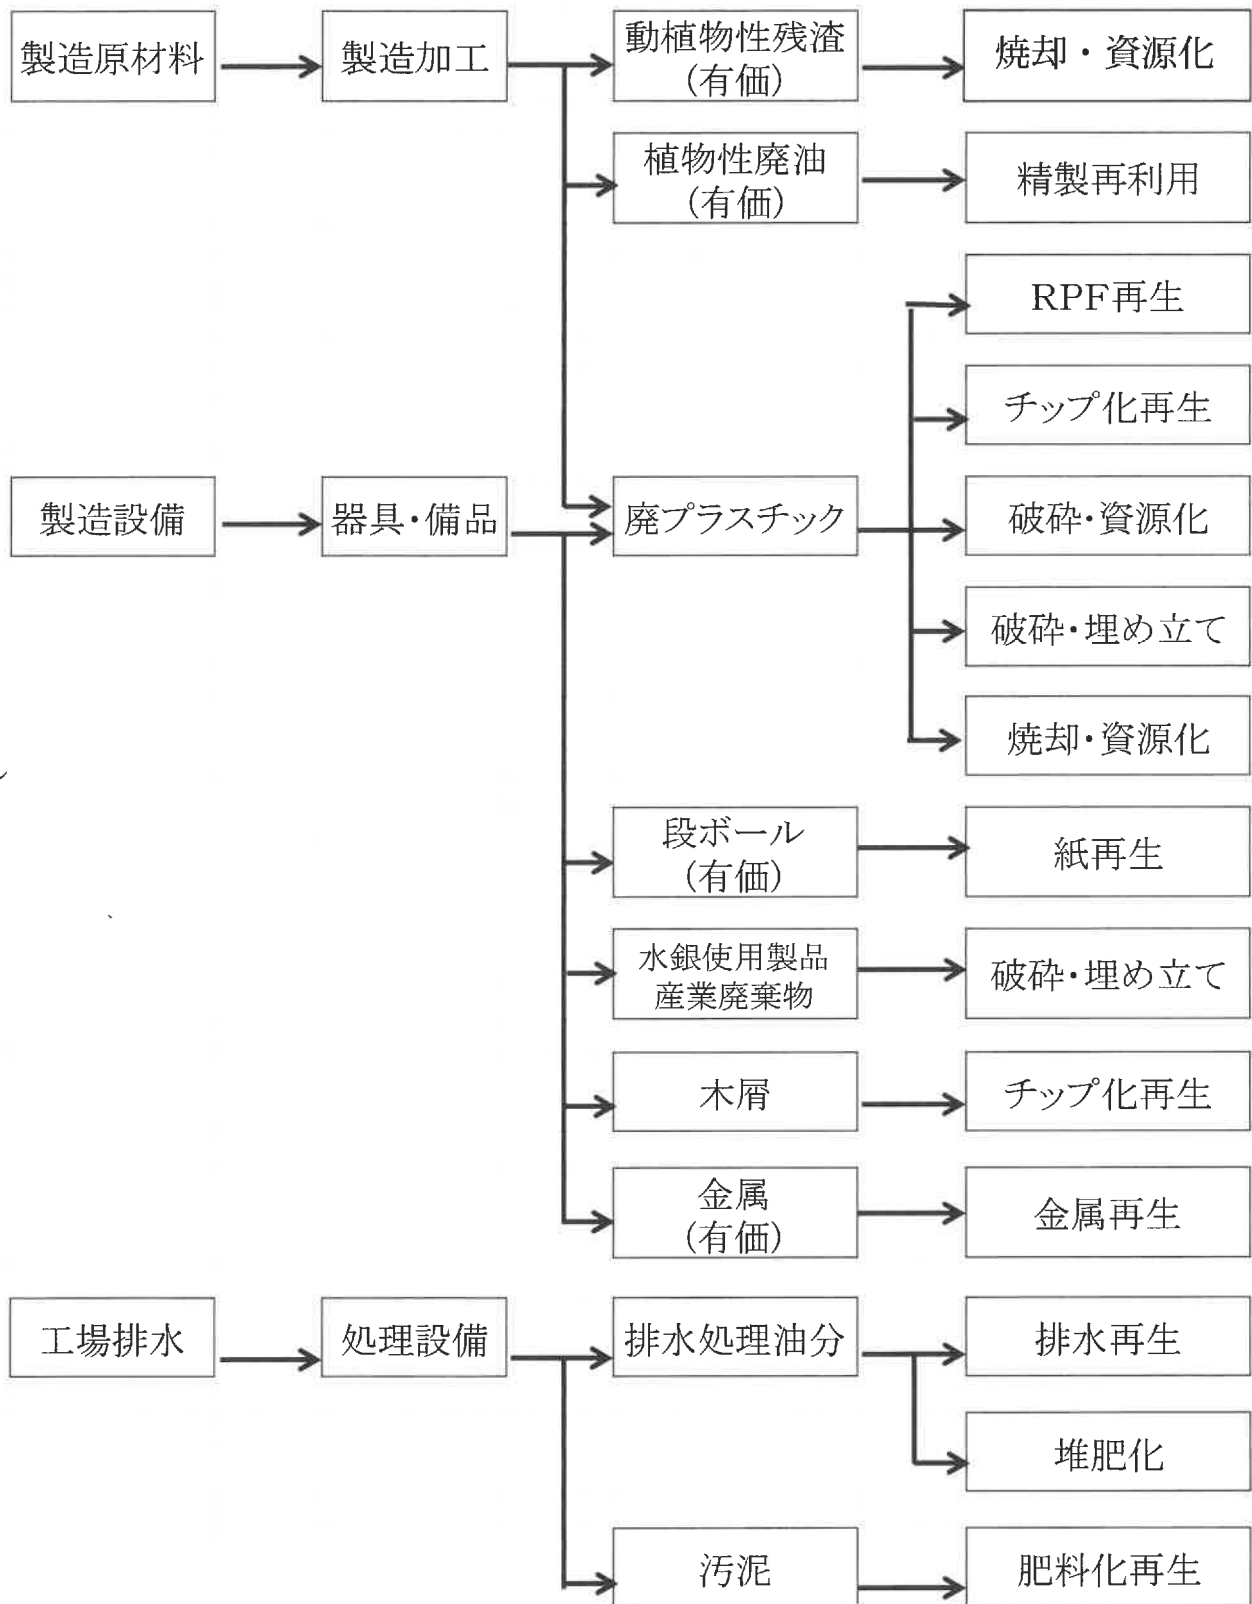 製造原材料
製造加工
動植物性残渣
(有価)
焼却・資源化
植物性廃油
(有価)
精製再利用
RPF再生
チップ化再生
製造設備
器具・備品
廃プラスチック
破砕・資源化
破砕・埋め立て
焼却・資源化
段ボール
(有価)
紙再生
水銀使用製品
産業廃棄物
破砕・埋め立て
木屑
チップ化再生
金属
(有価)
金属再生
工場排水
処理設備
排水処理油分
排水再生
堆肥化
汚泥
肥料化再生